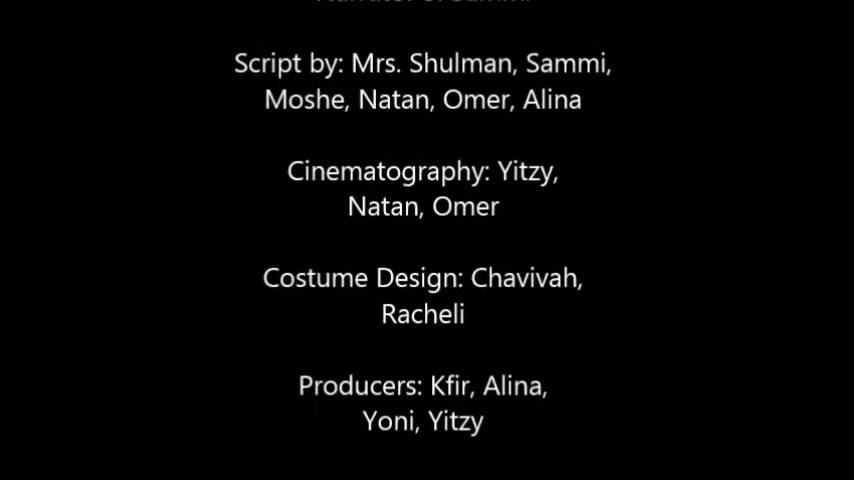 Script by: Mrs. Shulman, Sammi,
Moshe, Natan, Omer, Alina
Cinematography: Yitzy,
Natan, Omer
Costume Design: Chavivah,
Racheli
Producers: Kfir, Alina,
Yoni, Yitzy